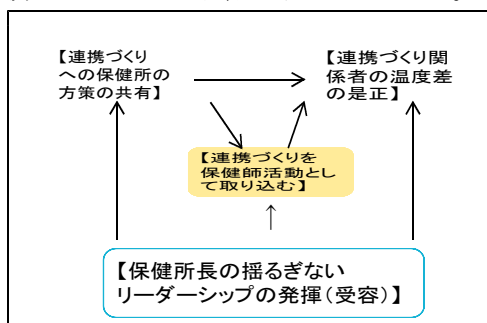 【連携づくり
への保健所の
方策の共有】
【連携づくり関
係者の温度差
の是正】
【連携づくりを
保健師活動とし
て取り込む】
【保健所長の揺るぎない
リーダーシップの発揮(受容)】